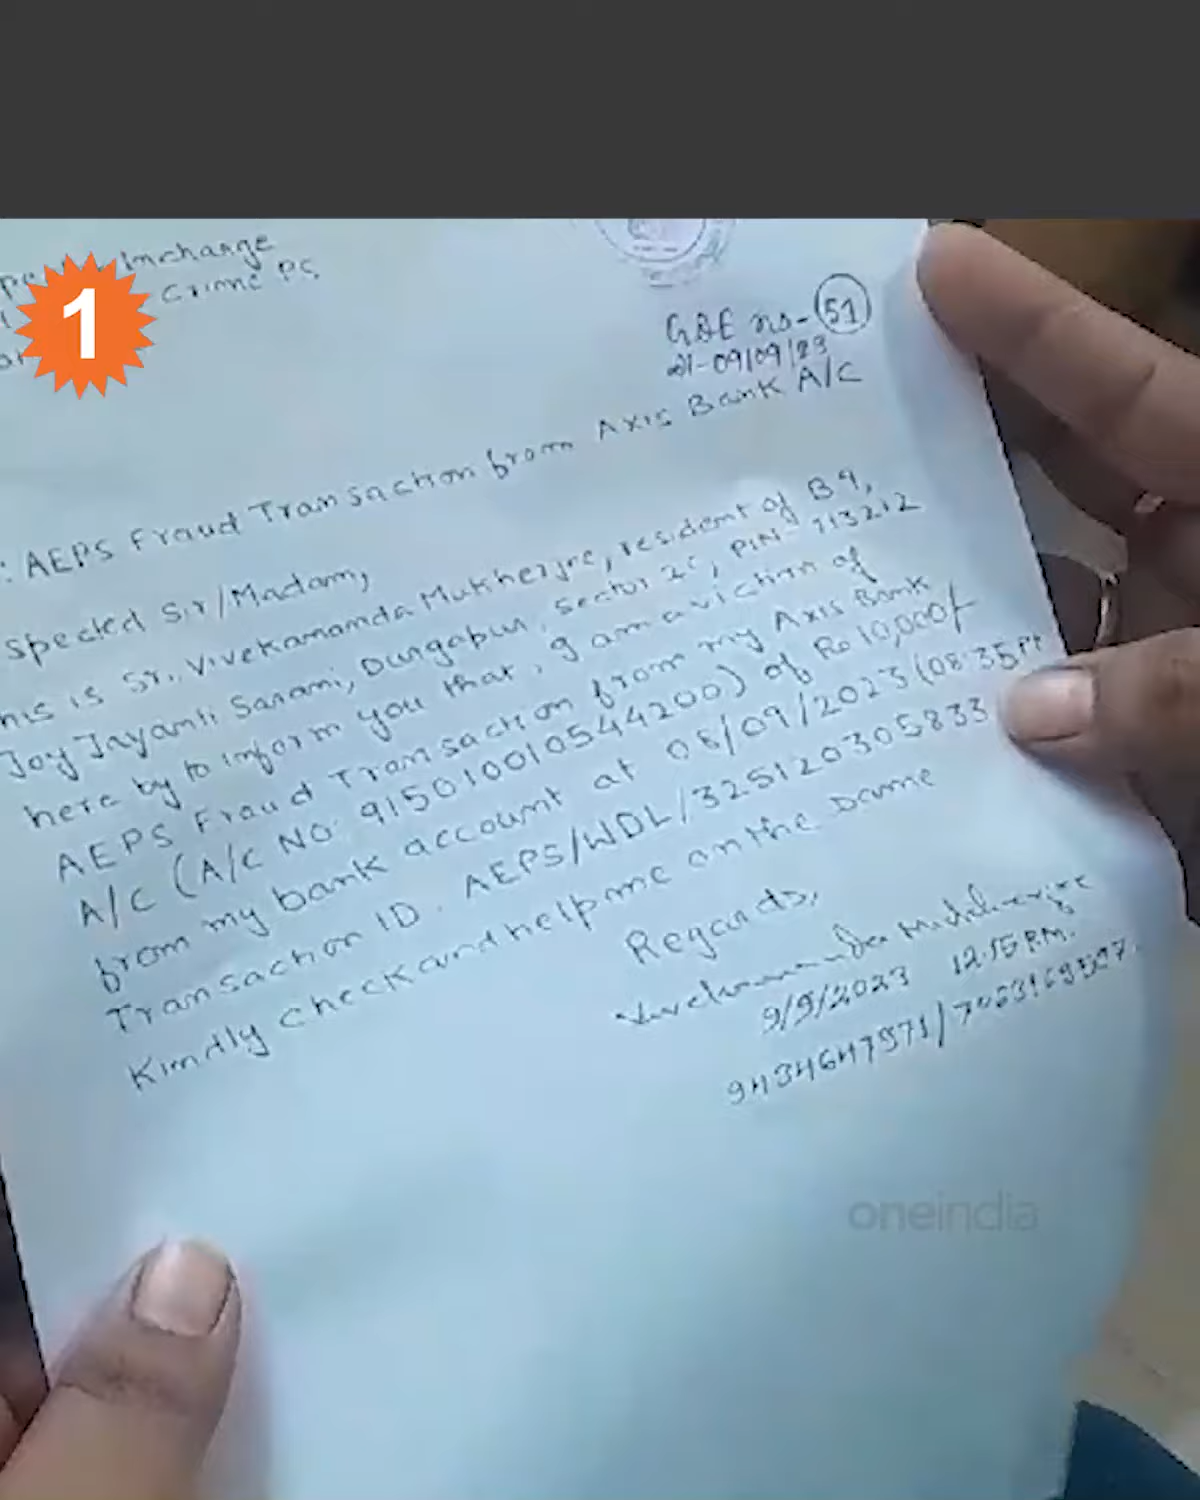 Incharge
1
Crime PS
GDE no- 51
dt-09/09/23
: AEPS Fraud Transaction from Axis Bank A/C
spected Sir/Madam,
his is Sr., Vivekananda Mukherjee, resident of B9,
Joy Jayanti Sarani, Durgapur, Sector 2C, PIN- 713212
here by to inform you that, I am a victim of
AEPS Fraud Transaction from my Axis Bank
A/C (A/C NO: 915010010544200) of Rs 10,000/-
from my bank account at 08/09/2023 (08:35
Transaction ID. AEPS/WDL/325120305833
Kindly check and help me on the Same
Regards,
Vivekananda Mukherjee
9/9/2023 12.15 P.M.
9434647971/
oneindia